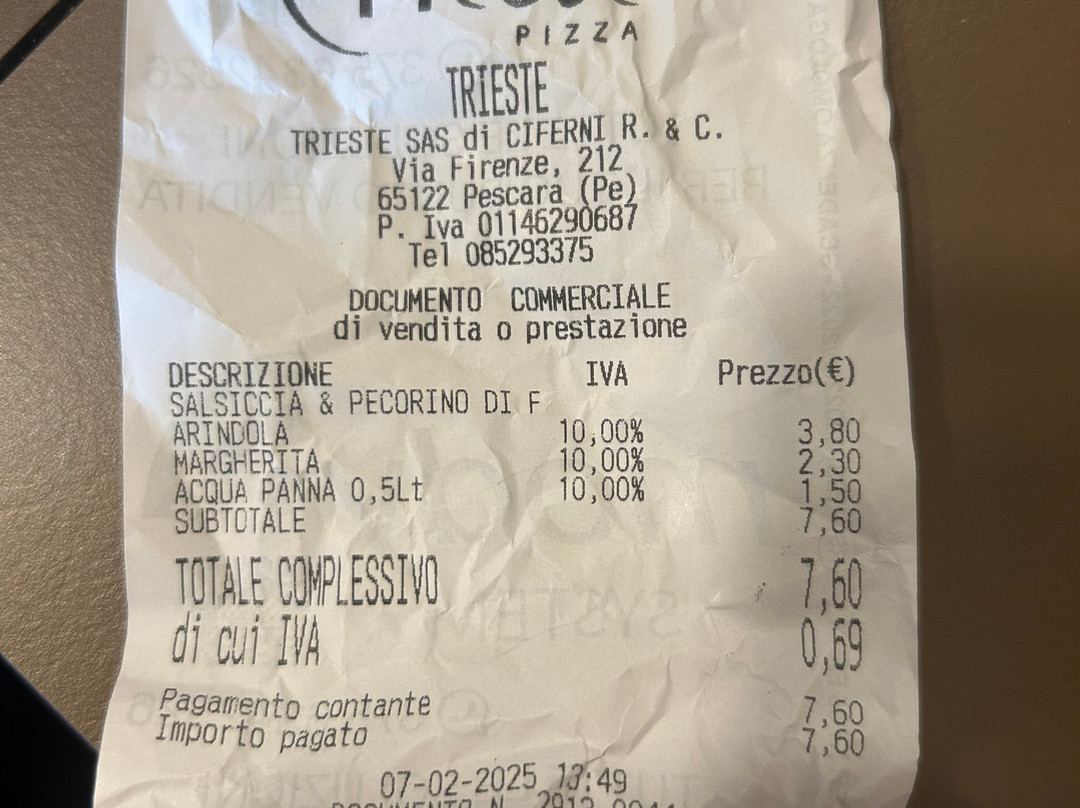 PIZZA
TRIESTE
TRIESTE SAS di CIFERNI R. & C.
Via Firenze, 212
65122 Pescara (Pe)
P. Iva 01146290687
Tel 085293375
DOCUMENTO COMMERCIALE
di vendita o prestazione
DESCRIZIONE IVA Prezzo(€)
SALSICCIA & PECORINO DI F
ARINDOLA 10,00% 3,80
MARGHERITA 10,00% 2,30
ACQUA PANNA 0,5Lt 10,00% 1,50
SUBTOTALE 7,60
TOTALE COMPLESSIVO 7,60
di cui IVA 0,69
Pagamento contante 7,60
Importo pagato 7,60
07-02-2025 13:49